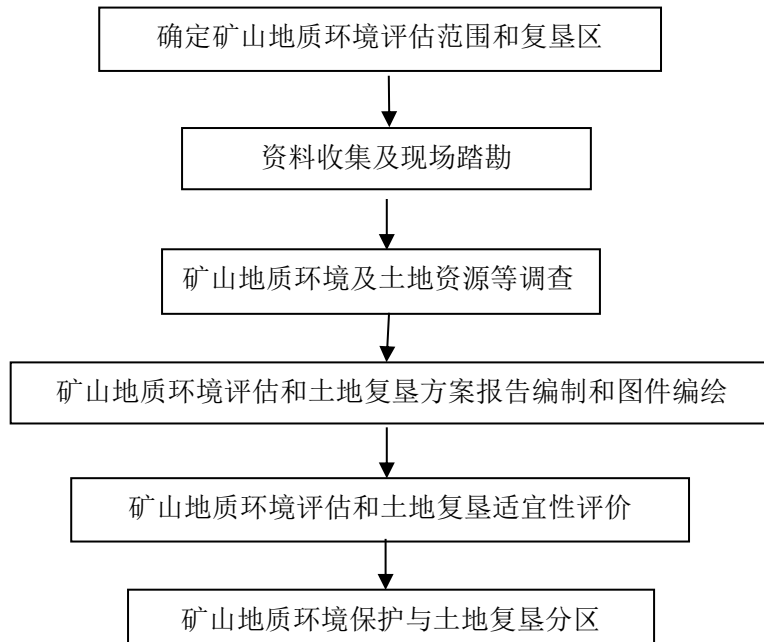 确定矿山地质环境评估范围和复垦区
资料收集及现场踏勘
矿山地质环境及土地资源等调查
矿山地质环境评估和土地复垦方案报告编制和图件编绘
矿山地质环境评估和土地复垦适宜性评价
矿山地质环境保护与土地复垦分区